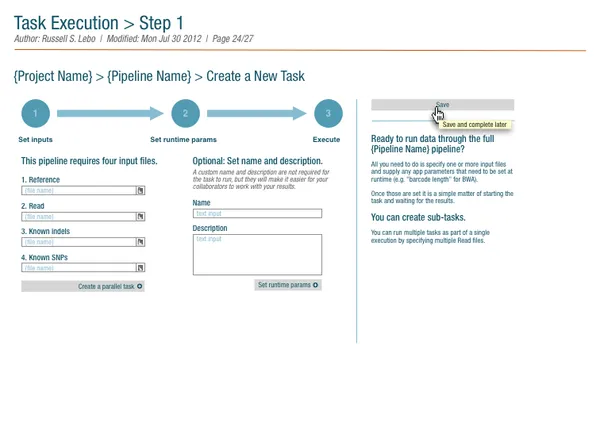 Task Execution > Step 1
Author: Russell S. Lebo | Modified: Mon Jul 30 2012 | Page 24/27
{Project Name} > {Pipeline Name} > Create a New Task
1
2
3
Set inputs
Set runtime params
Execute
This pipeline requires four input files.
1. Reference
{file name}
2. Read
{file name}
3. Known indels
{file name}
4. Known SNPs
{file name}
Create a parallel task
Optional: Set name and description.
A custom name and description are not required for
the task to run, but they will make it easier for your
collaborators to work with your results.
Name
text input
Description
text input
Set runtime params
Save
Save and complete later.
Ready to run data through the full
{Pipeline Name} pipeline?
All you need to do is specify one or more input files
and supply any app parameters that need to be set at
runtime (e.g. "barcode length" for BWA).
Once those are set it is a simple matter of starting the
task and waiting for the results.
You can create sub-tasks.
You can run multiple tasks as part of a single
execution by specifying multiple Read files.